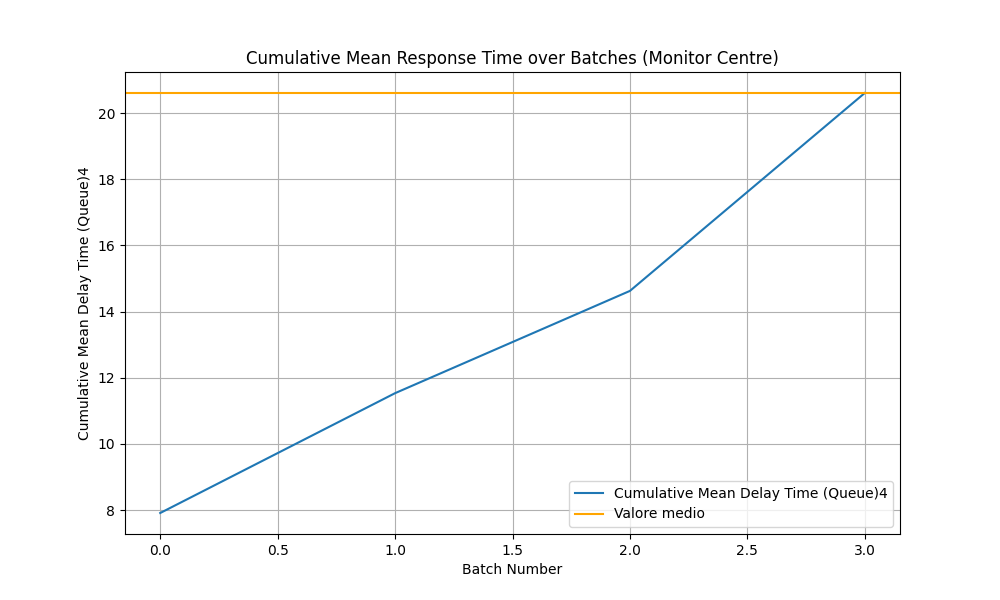 Cumulative Mean Response Time over Batches (Monitor Centre)
Cumulative Mean Delay Time (Queue)4
20
18
16
14
12
10
8
Cumulative Mean Delay Time (Queue)4
Valore medio
0.0 0.5 1.0 1.5 2.0 2.5 3.0
Batch Number